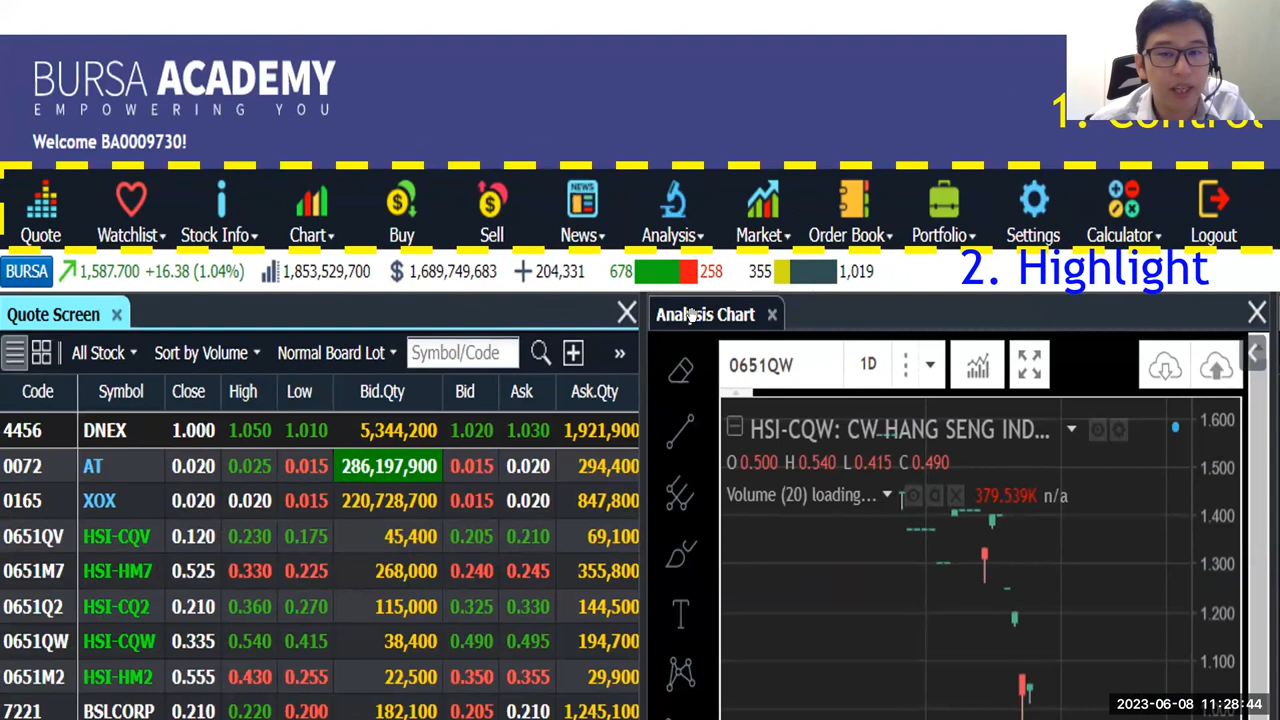 BURSA ACADEMY
EMPOWERING YOU
Welcome BA0009730!
1. Control
Quote Watchlist Stock Info Chart Buy Sell News Analysis Market Order Book Portfolio Settings Calculator Logout
BURSA 1,587.700 +16.38 (1.04%) 1,853,529,700 1,689,749,683 204,331 678 258 355 1,019
2. Highlight
Quote Screen
Analysis Chart
All Stock Sort by Volume Normal Board Lot Symbol/Code »
0651QW 1D
Code Symbol Close High Low Bid.Qty Bid Ask Ask.Qty
4456 DNEX 1.000 1.050 1.010 5,344,200 1.020 1.030 1,921,900
0072 AT 0.020 0.025 0.015 286,197,900 0.015 0.020 294,400
0165 XOX 0.020 0.020 0.015 220,728,700 0.015 0.020 847,800
0651QV HSI-CQV 0.120 0.230 0.175 45,400 0.205 0.210 69,100
0651M7 HSI-HM7 0.525 0.330 0.225 268,000 0.240 0.245 355,800
0651Q2 HSI-CQ2 0.210 0.360 0.270 115,000 0.325 0.330 144,500
0651QW HSI-CQW 0.335 0.540 0.415 38,400 0.490 0.495 194,700
0651M2 HSI-HM2 0.555 0.430 0.255 22,500 0.350 0.355 29,900
7221 BSLCORP 0.210 0.220 0.200 182,100 0.205 0.210 1,245,100
HSI-CQW: CW HANG SENG IND...
O 0.500 H 0.540 L 0.415 C 0.490
Volume (20) loading... 379.539K n/a
1.600
1.500
1.400
1.300
1.200
1.100
2023-06-08 11:28:44